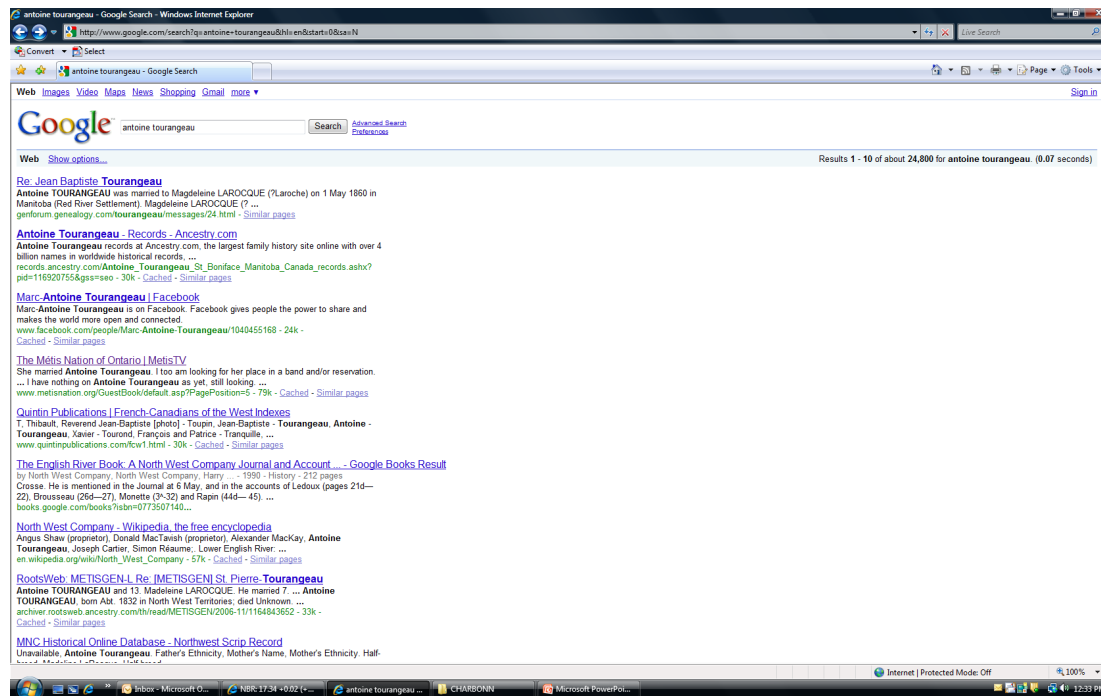 antoine tourangeau - Google Search - Windows Internet Explorer
http://www.google.com/search?q=antoine+tourangeau&hl=en&start=0&sa=N
Live Search
Convert Select
antoine tourangeau - Google Search
Page Tools
Web Images Video Maps News Shopping Gmail more ▼
Sign in
Google
antoine tourangeau
Search
Advanced Search
Preferences
Web Show options...
Results 1 - 10 of about 24,800 for antoine tourangeau. (0.07 seconds)
Re: Jean Baptiste Tourangeau
Antoine TOURANGEAU was married to Magdeleine LAROCQUE (?Laroche) on 1 May 1860 in
Manitoba (Red River Settlement). Magdeleine LAROCQUE (? ...
genforum.genealogy.com/tourangeau/messages/24.html - Similar pages
Antoine Tourangeau - Records - Ancestry.com
Antoine Tourangeau records at Ancestry.com, the largest family history site online with over 4
billion names in worldwide historical records, ...
records.ancestry.com/Antoine_Tourangeau_St_Boniface_Manitoba_Canada_records.ashx?
pid=116920755&gss=seo - 30k - Cached - Similar pages
Marc-Antoine Tourangeau | Facebook
Marc-Antoine Tourangeau is on Facebook. Facebook gives people the power to share and
makes the world more open and connected.
www.facebook.com/people/Marc-Antoine-Tourangeau/1040455168 - 24k -
Cached - Similar pages
The Métis Nation of Ontario | MetisTV
She married Antoine Tourangeau. I too am looking for her place in a band and/or reservation.
... I have nothing on Antoine Tourangeau as yet, still looking. ...
www.metisnation.org/GuestBook/default.asp?PagePosition=5 - 79k - Cached - Similar pages
Quintin Publications | French-Canadians of the West Indexes
T, Thibault, Reverend Jean-Baptiste [photo] - Toupin, Jean-Baptiste - Tourangeau, Antoine -
Tourangeau, Xavier - Tourond, François and Patrice - Tranquille, ...
www.quintinpublications.com/fcw1.html - 30k - Cached - Similar pages
The English River Book: A North West Company Journal and Account ... - Google Books Result
by North West Company, North West Company, Harry ... - 1990 - History - 212 pages
Crosse. He is mentioned in the Journal at 6 May, and in the accounts of Ledoux (pages 21d—
22), Brousseau (26d—27), Monette (3^-32) and Rapin (44d— 45). ...
books.google.com/books?isbn=0773507140...
North West Company - Wikipedia, the free encyclopedia
Angus Shaw (proprietor), Donald MacTavish (proprietor), Alexander MacKay, Antoine
Tourangeau, Joseph Cartier, Simon Réaume;. Lower English River: ...
en.wikipedia.org/wiki/North_West_Company - 57k - Cached - Similar pages
RootsWeb: METISGEN-L Re: [METISGEN] St. Pierre-Tourangeau
Antoine TOURANGEAU and 13. Madeleine LAROCQUE. He married 7. ... Antoine
TOURANGEAU, born Abt. 1832 in North West Territories; died Unknown. ...
archiver.rootsweb.ancestry.com/th/read/METISGEN/2006-11/1164843652 - 33k -
Cached - Similar pages
MNC Historical Online Database - Northwest Scrip Record
Unavailable, Antoine Tourangeau. Father's Ethnicity, Mother's Name, Mother's Ethnicity. Half-
Internet | Protected Mode: Off
100%
Inbox - Microsoft O...
NBR: 17.34 +0.02 (+...
antoine tourangeau ...
CHARBONN
Microsoft PowerPoi...
12:33 PM